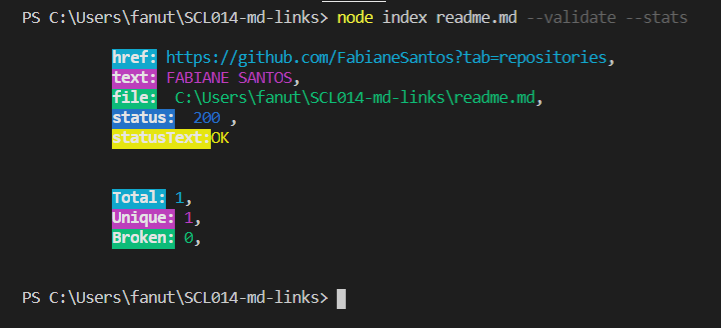 PS C:\Users\fanut\SCL014-md-links> node index readme.md --validate --stats
href: https://github.com/FabianeSantos?tab=repositories,
text: FABIANE SANTOS,
file: C:\Users\fanut\SCL014-md-links\readme.md,
status: 200 ,
statusText:OK
Total: 1,
Unique: 1,
Broken: 0,
PS C:\Users\fanut\SCL014-md-links>